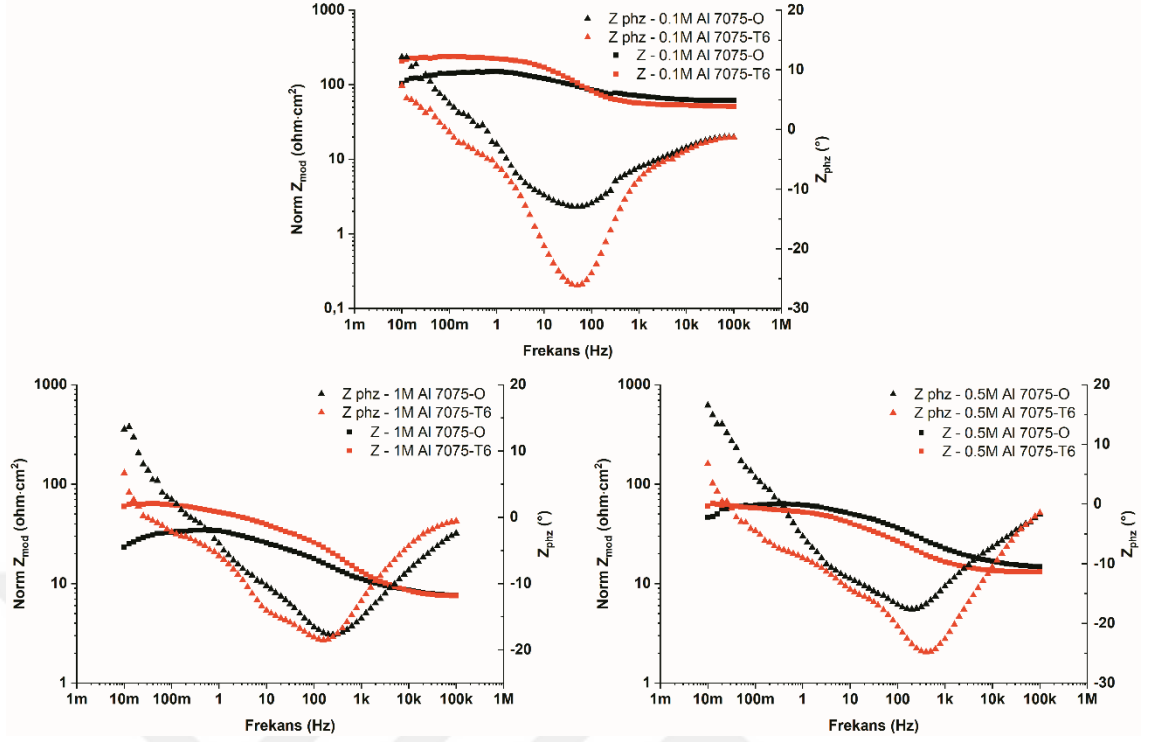 1000
100
10
1
0,1
Norm Z_mod (ohm·cm²)
Z phz - 0.1M Al 7075-O
Z phz - 0.1M Al 7075-T6
Z - 0.1M Al 7075-O
Z - 0.1M Al 7075-T6
20
10
0
-10
-20
-30
Z_phz (°)
1m 10m 100m 1 10 100 1k 10k 100k 1M
Frekans (Hz)
1000
100
10
1
Norm Z_mod (ohm·cm²)
Z phz - 1M Al 7075-O
Z phz - 1M Al 7075-T6
Z - 1M Al 7075-O
Z - 1M Al 7075-T6
20
10
0
-10
-20
Z_phz (°)
1m 10m 100m 1 10 100 1k 10k 100k 1M
Frekans (Hz)
1000
100
10
1
Norm Z_mod (ohm·cm²)
Z phz - 0.5M Al 7075-O
Z phz - 0.5M Al 7075-T6
Z - 0.5M Al 7075-O
Z - 0.5M Al 7075-T6
20
10
0
-10
-20
-30
Z_phz (°)
1m 10m 100m 1 10 100 1k 10k 100k 1M
Frekans (Hz)